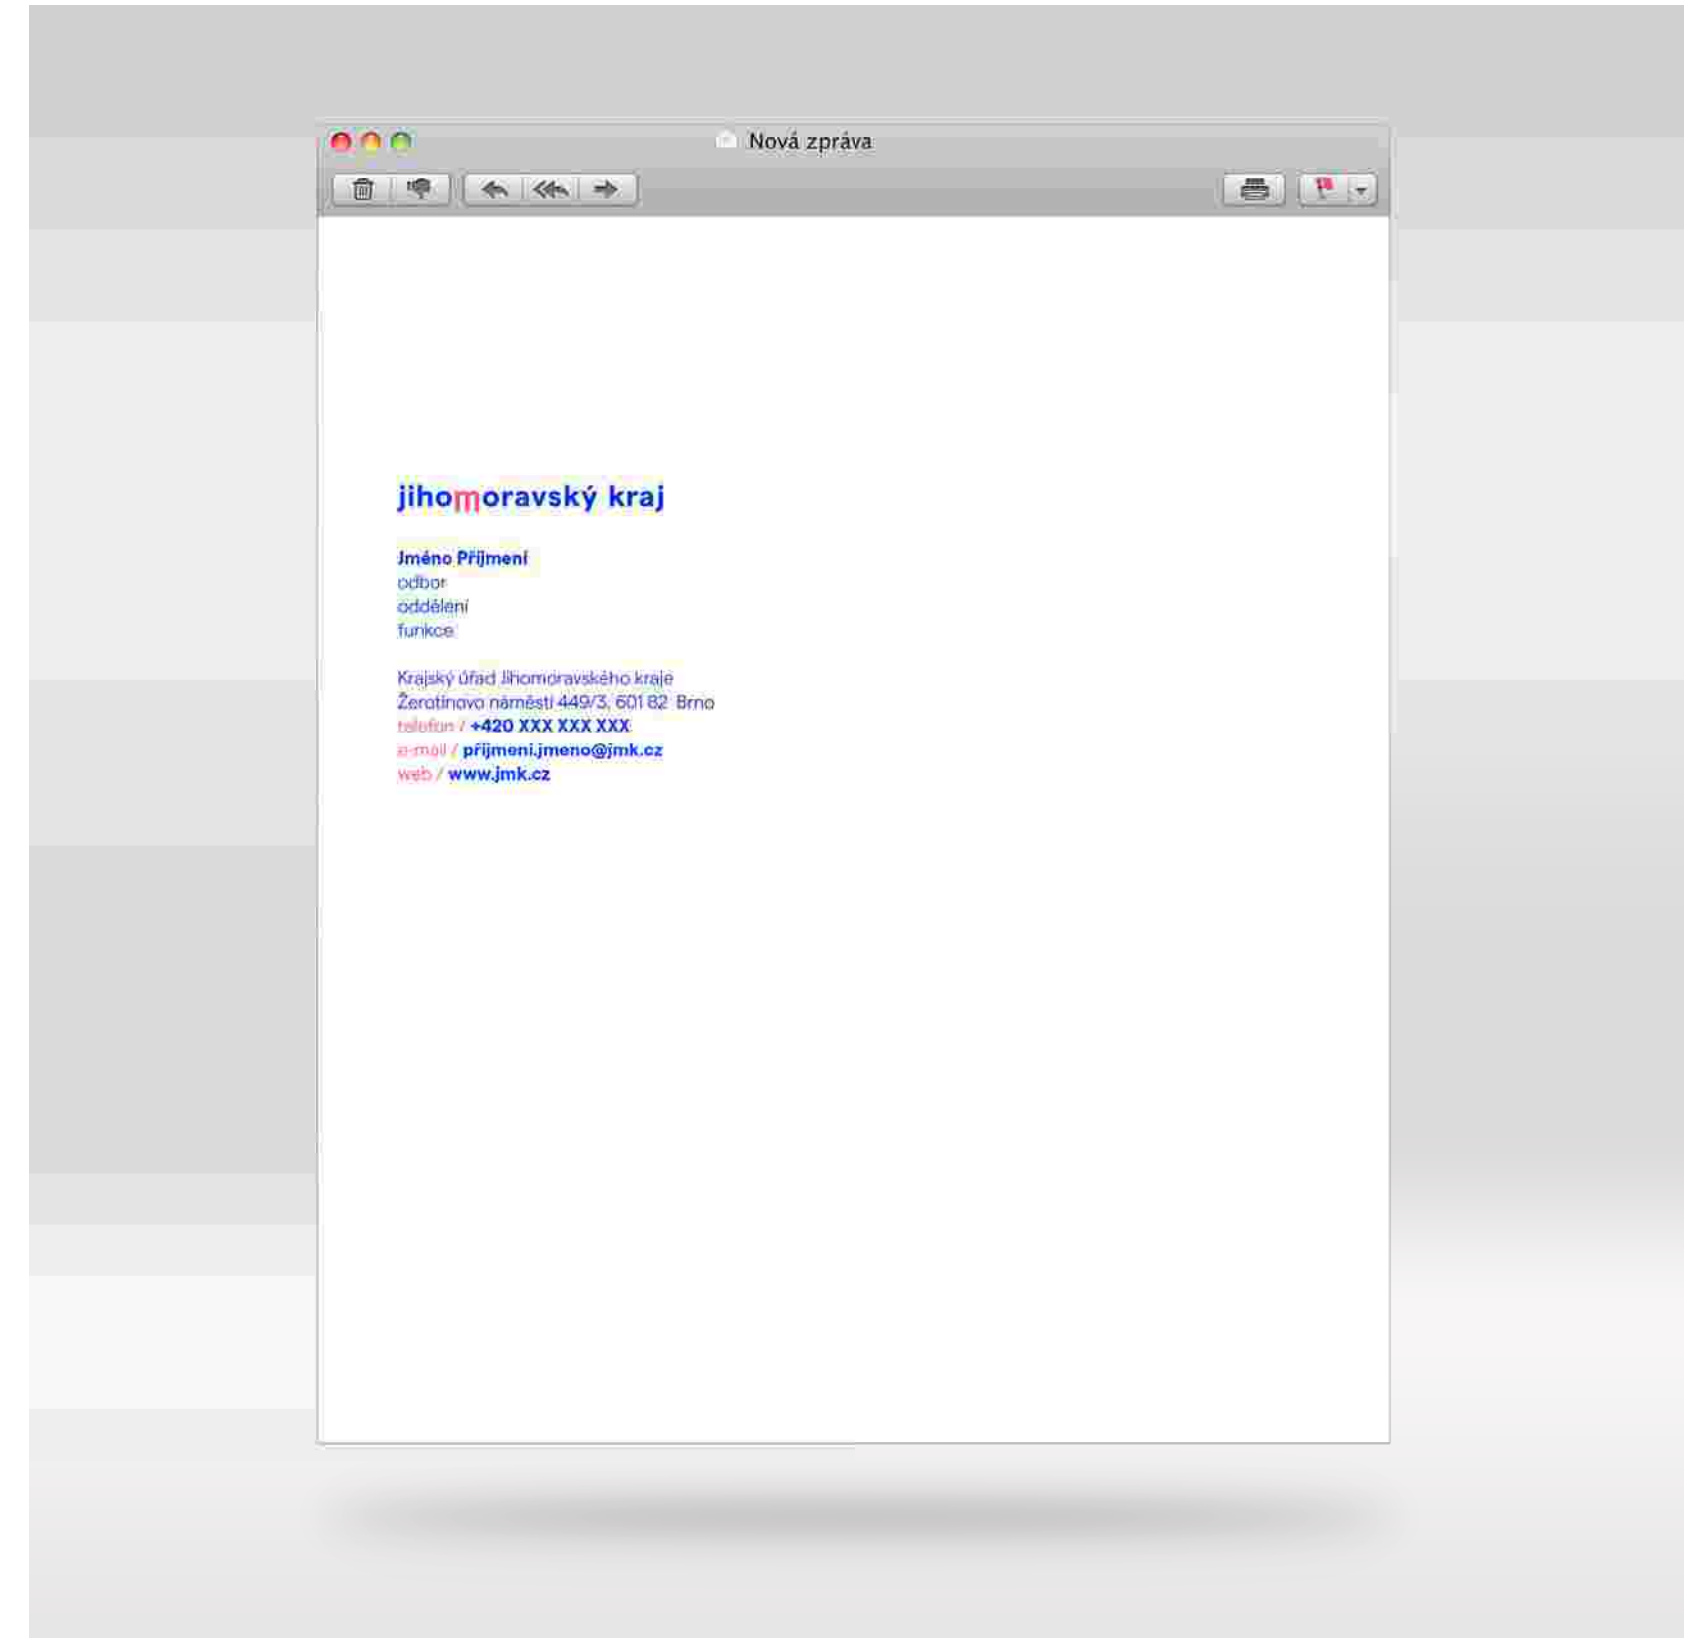 Nová zpráva
jihomoravský kraj
Jméno Příjmení
odbor
oddělení
funkce
Krajský úřad Jihomoravského kraje
Žerotínovo náměstí 449/3, 601 82 Brno
telefon / +420 XXX XXX XXX
e-mail / příjmeni.jmeno@jmk.cz
web / www.jmk.cz